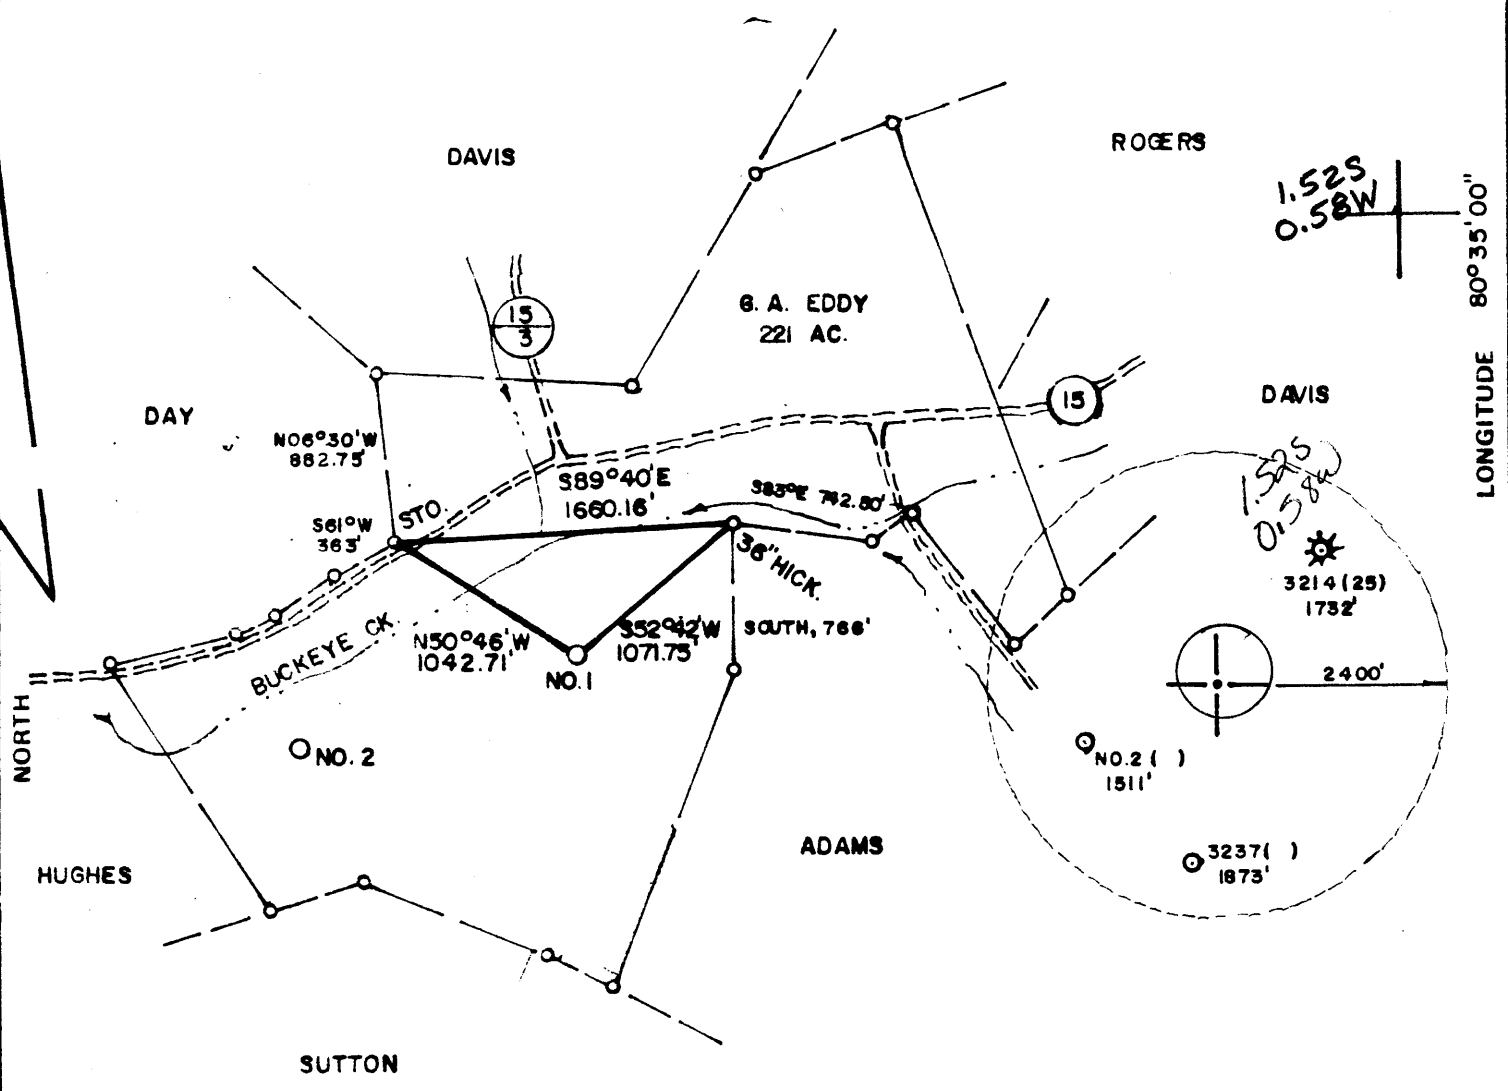 DAVIS
ROGERS
1.52S
0.58W
80°35'00"
LONGITUDE
G. A. EDDY
221 AC.
15
3
15
DAVIS
DAY
N06°30'W
882.75'
S89°40'E
1660.16'
S83°E 742.80'
1.52S
0.58W
STO.
S61°W
363'
36" HICK.
3214(25)
1732'
BUCKEYE CK.
N50°46'W
1042.71'
S52°42'W
1071.75'
SOUTH, 766'
NO. 1
2400'
NORTH
NO. 2
NO. 2 ( )
1511'
HUGHES
ADAMS
3237( )
1873'
SUTTON